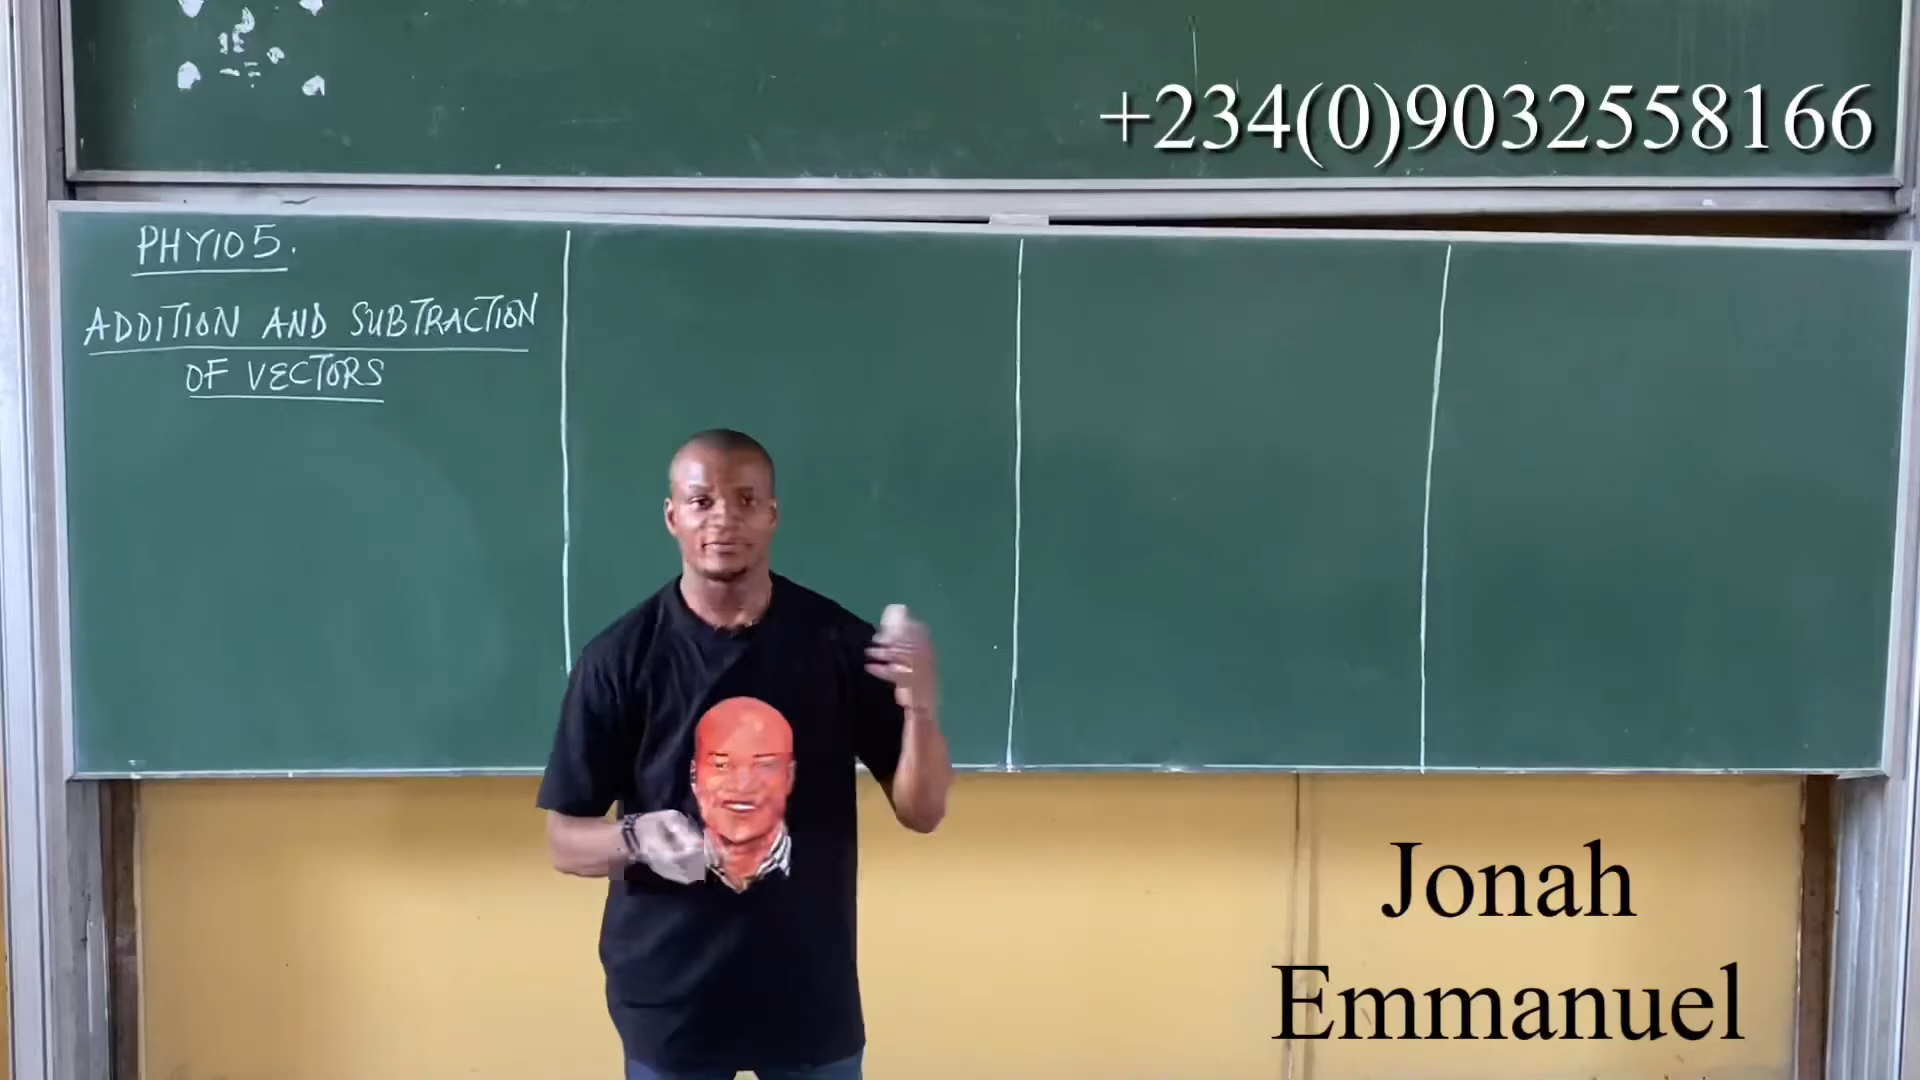 +234(0)9032558166
PHY105.
ADDITION AND SUBTRACTION
OF VECTORS
Jonah
Emmanuel